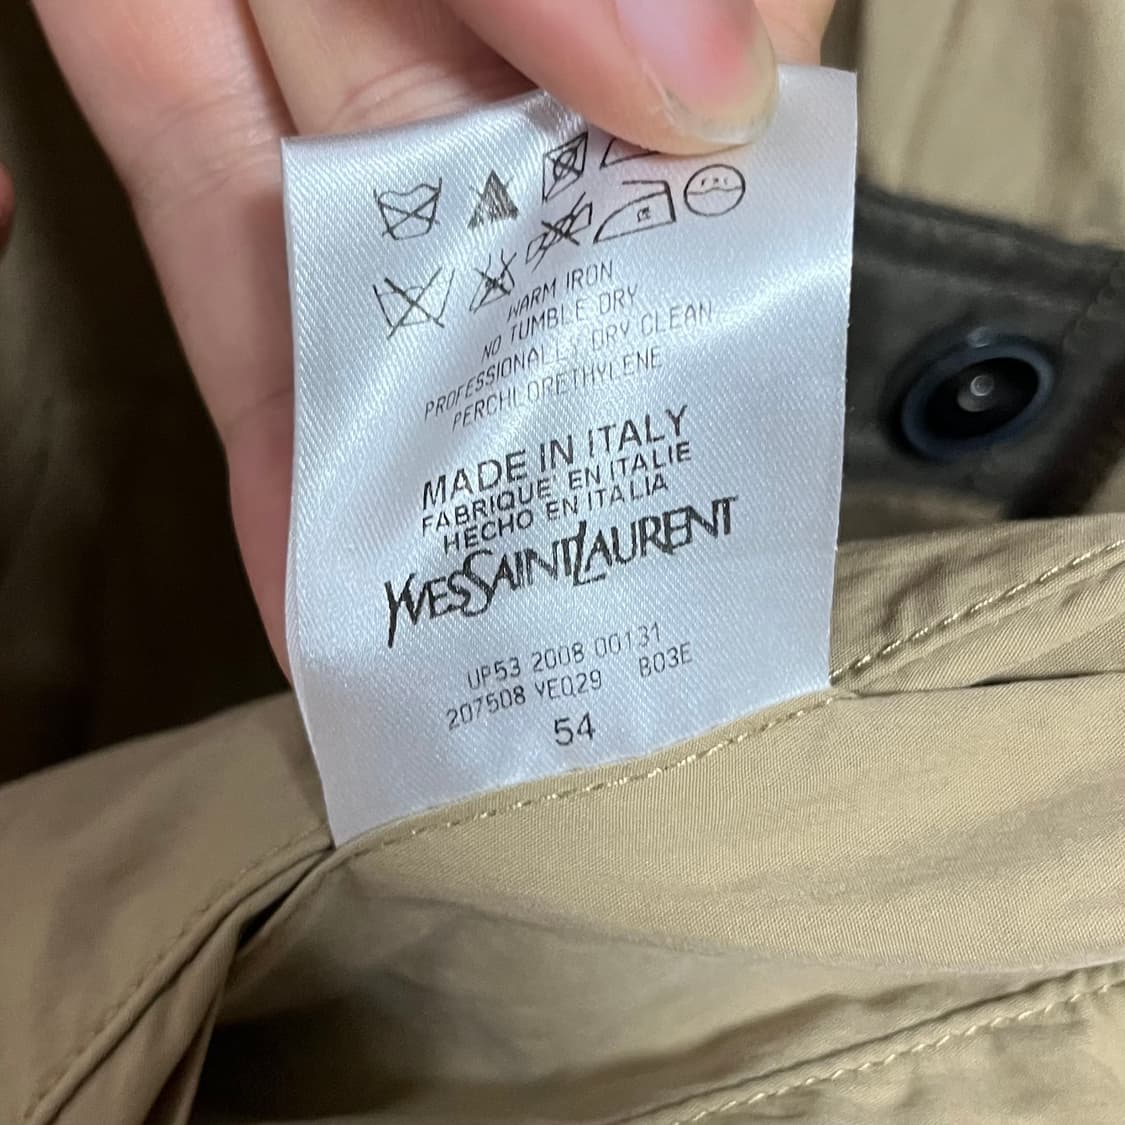 WARM IRON
NO TUMBLE DRY
PROFESSIONALLY DRY CLEAN
PERCHLORETHYLENE
MADE IN ITALY
FABRIQUE' EN ITALIE
HECHO EN ITALIA
YVESSAINTLAURENT
UP53 2008 00131
207508 YEQ29 B03E
54